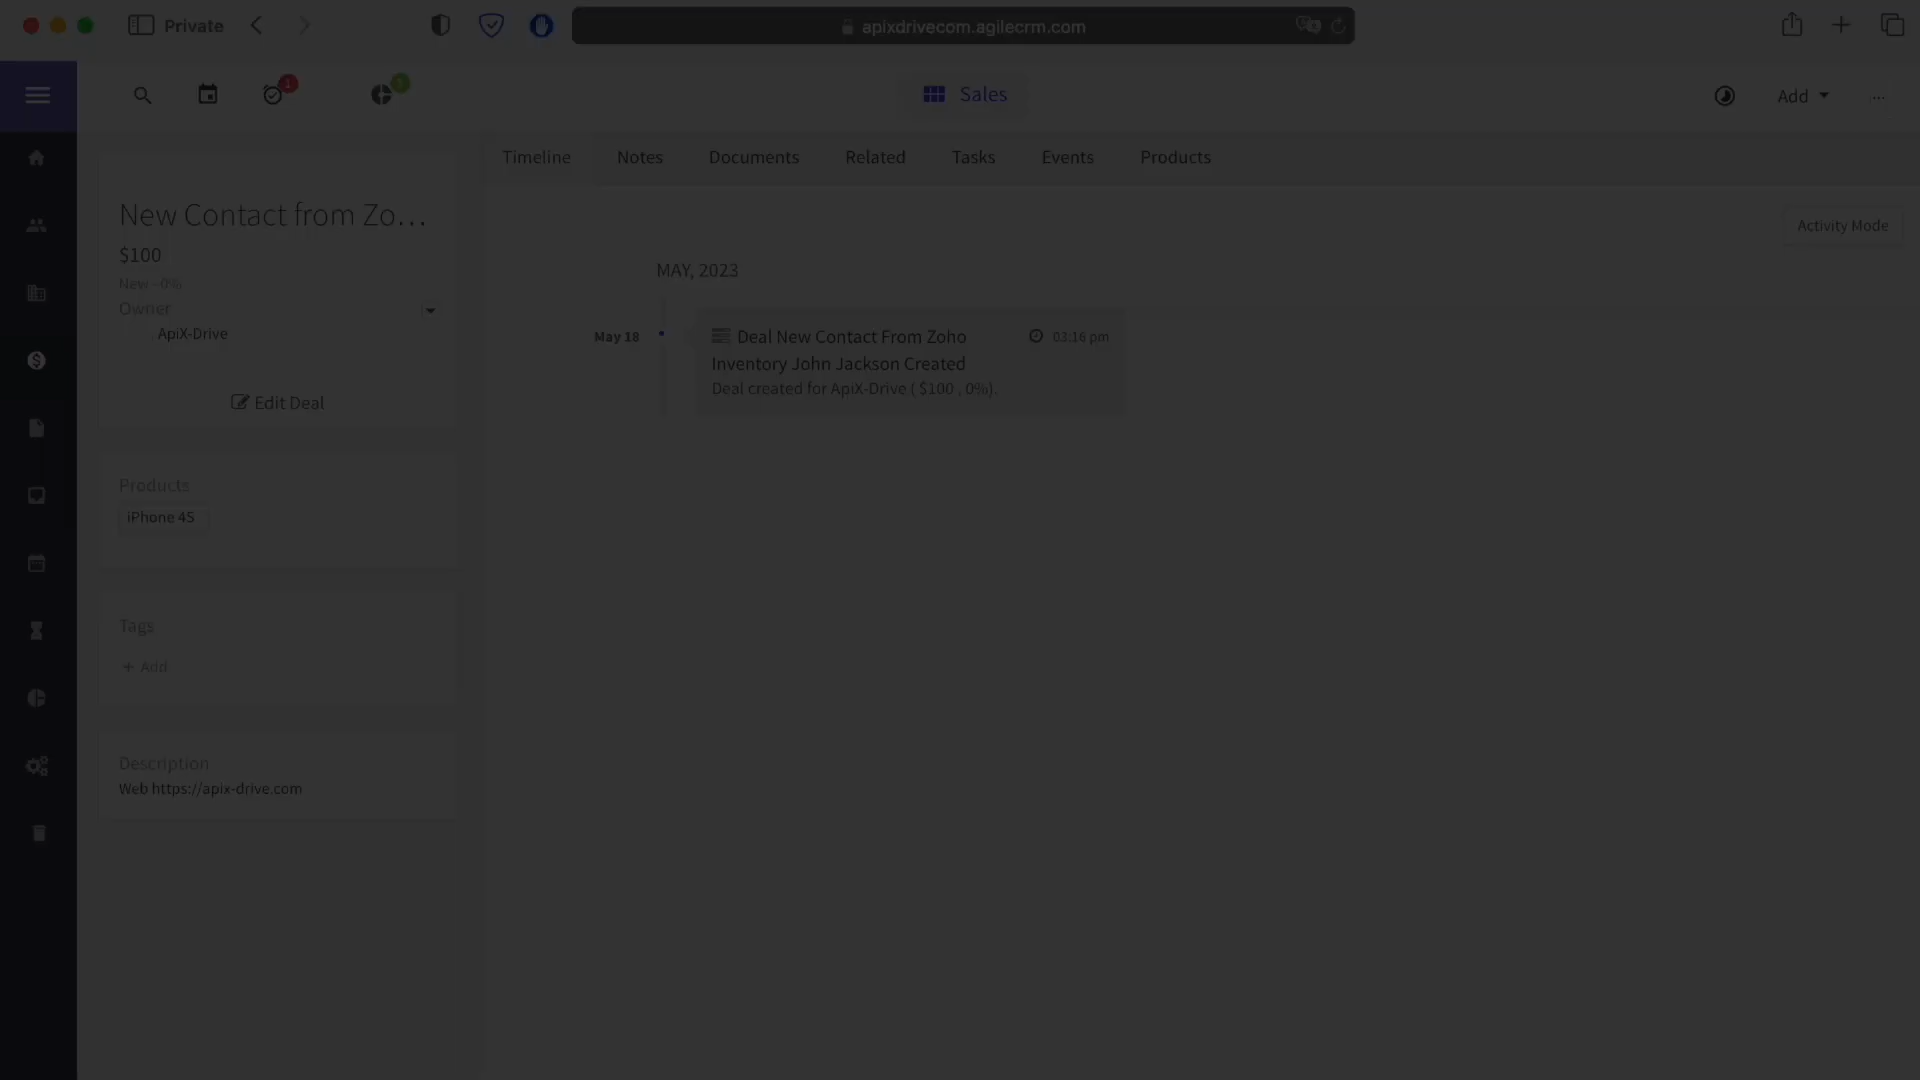 Private
apixdrivecom.agilecrm.com
1
Sales
Add
...
Timeline
Notes
Documents
Related
Tasks
Events
Products
New Contact from Zo...
$100
New -0%
Owner
ApiX-Drive
Edit Deal
Activity Mode
MAY, 2023
May 18
Deal New Contact From Zoho
03:16 pm
Inventory John Jackson Created
Deal created for ApiX-Drive ( $100 , 0%).
Products
iPhone 4S
Tags
+ Add
Description
Web https://apix-drive.com